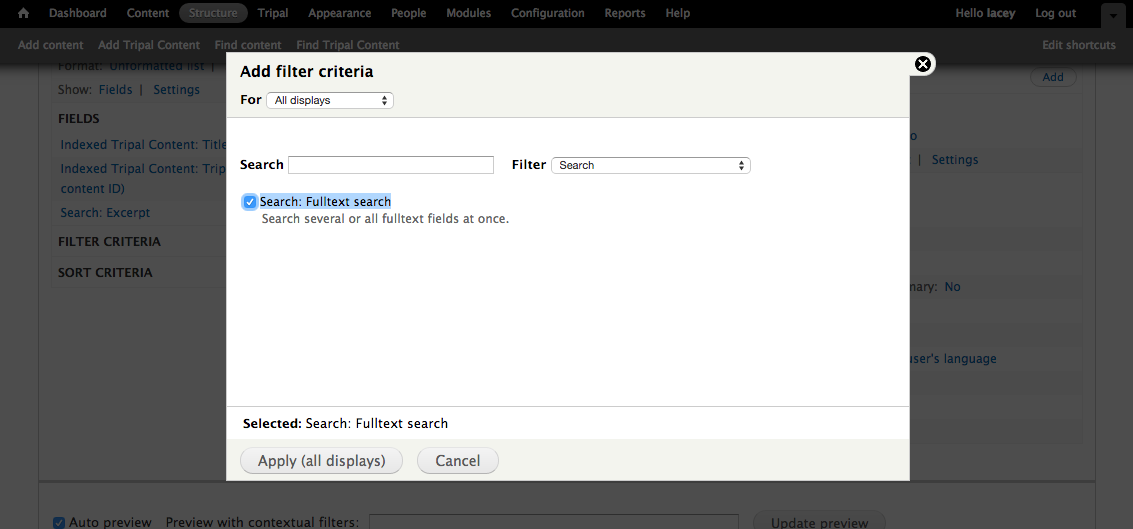 Dashboard Content Structure Tripal Appearance People Modules Configuration Reports Help Hello lacey Log out
Add content Add Tripal Content Find content Find Tripal Content Edit shortcuts
Format: Unformatted list |
Show: Fields | Settings
Add
FIELDS
Indexed Tripal Content: Title
Indexed Tripal Content: Trip
content ID)
Search: Excerpt
FILTER CRITERIA
SORT CRITERIA
| Settings
No
user's language
Add filter criteria
For All displays
Search Filter Search
Search: Fulltext search
Search several or all fulltext fields at once.
Selected: Search: Fulltext search
Apply (all displays) Cancel
Auto preview Preview with contextual filters: Update preview